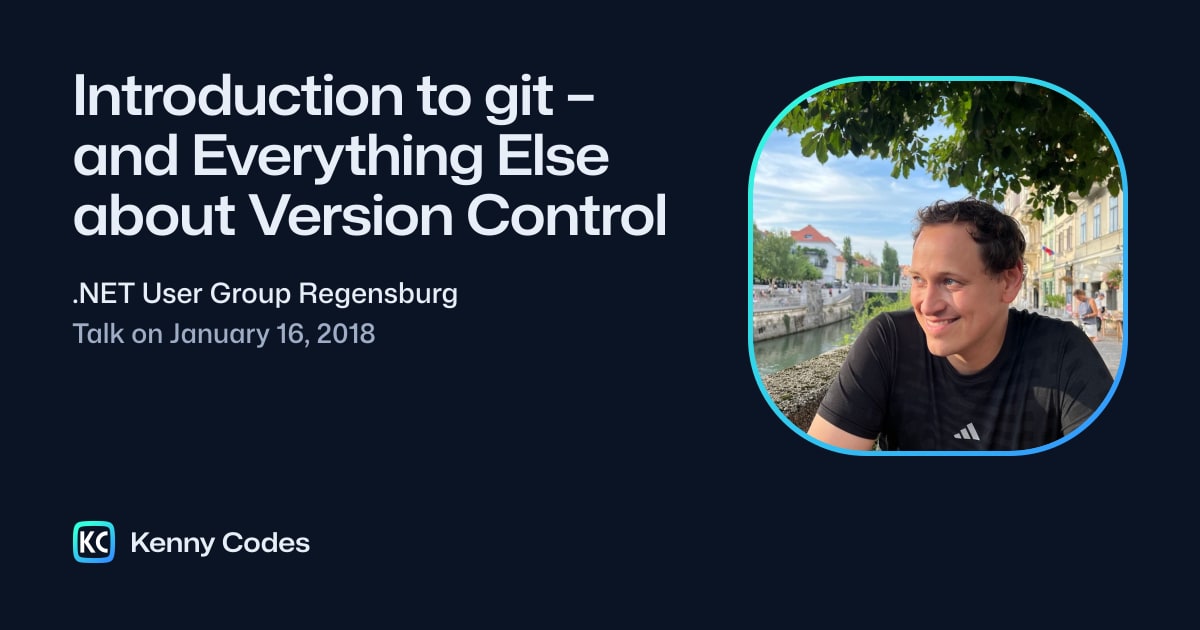 Introduction to git –
and Everything Else
about Version Control
.NET User Group Regensburg
Talk on January 16, 2018
KC Kenny Codes